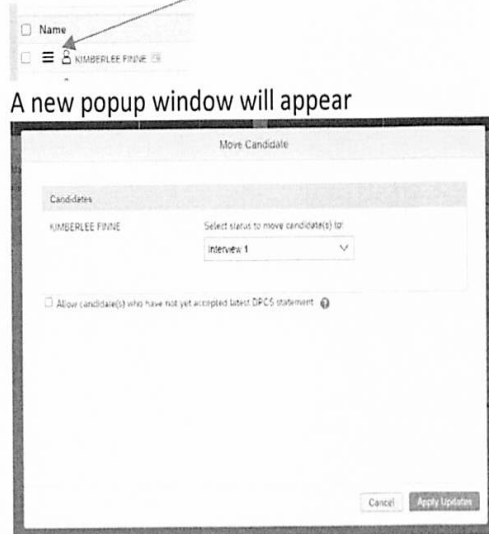 Name
KIMBERLEE FINNE
A new popup window will appear
Move Candidate
Candidates
KIMBERLEE FINNE
Select status to move candidate(s) to:
Interview 1
Allow candidate(s) who have not yet accepted latest DPCS statement
Cancel
Apply Updates